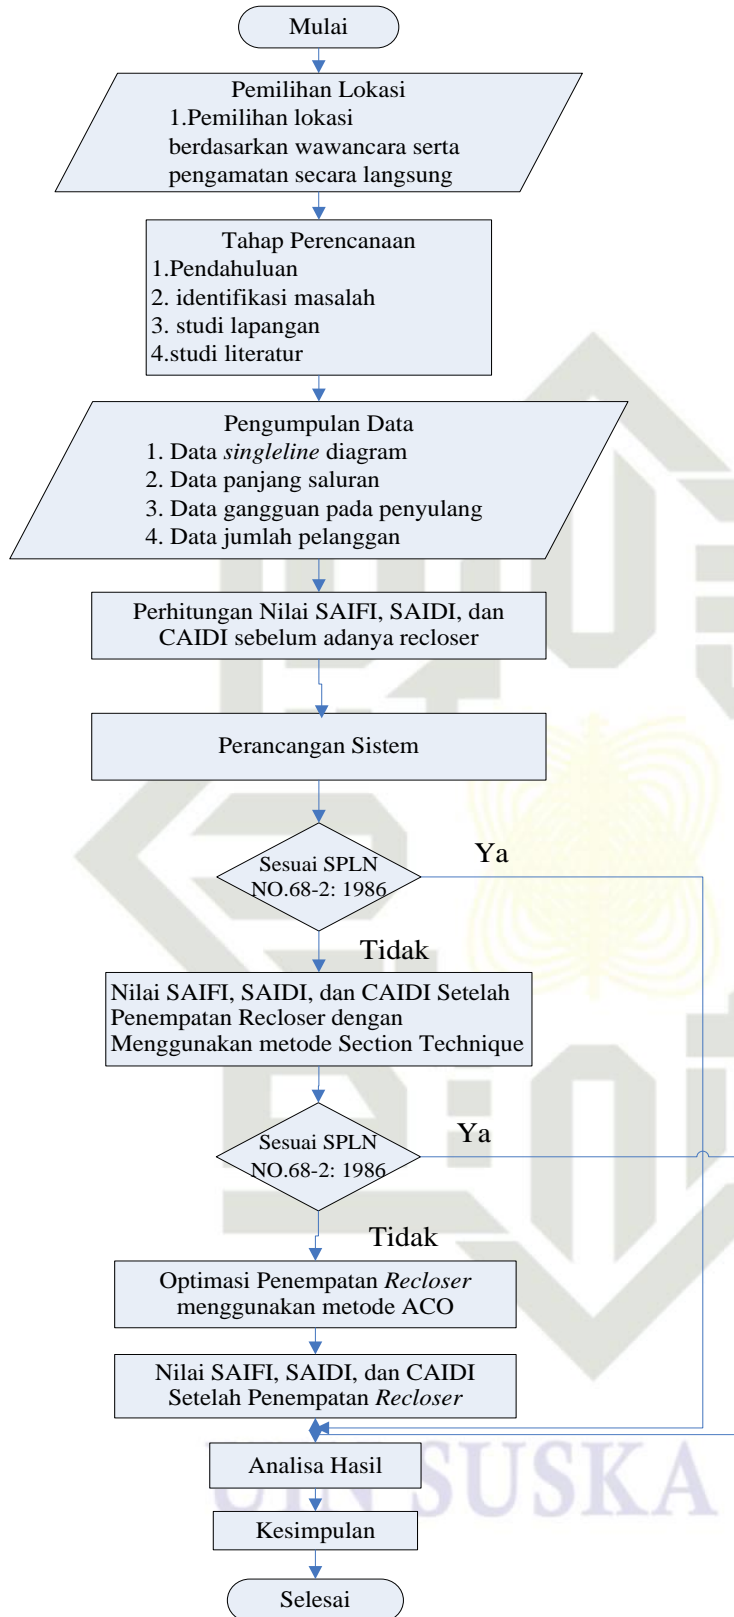 Mulai
Pemilihan Lokasi
1.Pemilihan lokasi
berdasarkan wawancara serta
pengamatan secara langsung
Tahap Perencanaan
1.Pendahuluan
2. identifikasi masalah
3. studi lapangan
4.studi literatur
Pengumpulan Data
1. Data singleline diagram
2. Data panjang saluran
3. Data gangguan pada penyulang
4. Data jumlah pelanggan
Perhitungan Nilai SAIFI, SAIDI, dan
CAIDI sebelum adanya recloser
Perancangan Sistem
Sesuai SPLN
NO.68-2: 1986
Ya
Tidak
Nilai SAIFI, SAIDI, dan CAIDI Setelah
Penempatan Recloser dengan
Menggunakan metode Section Technique
Sesuai SPLN
NO.68-2: 1986
Ya
Tidak
Optimasi Penempatan Recloser
menggunakan metode ACO
Nilai SAIFI, SAIDI, dan CAIDI
Setelah Penempatan Recloser
Analisa Hasil
UIN SUSKA
Kesimpulan
Selesai